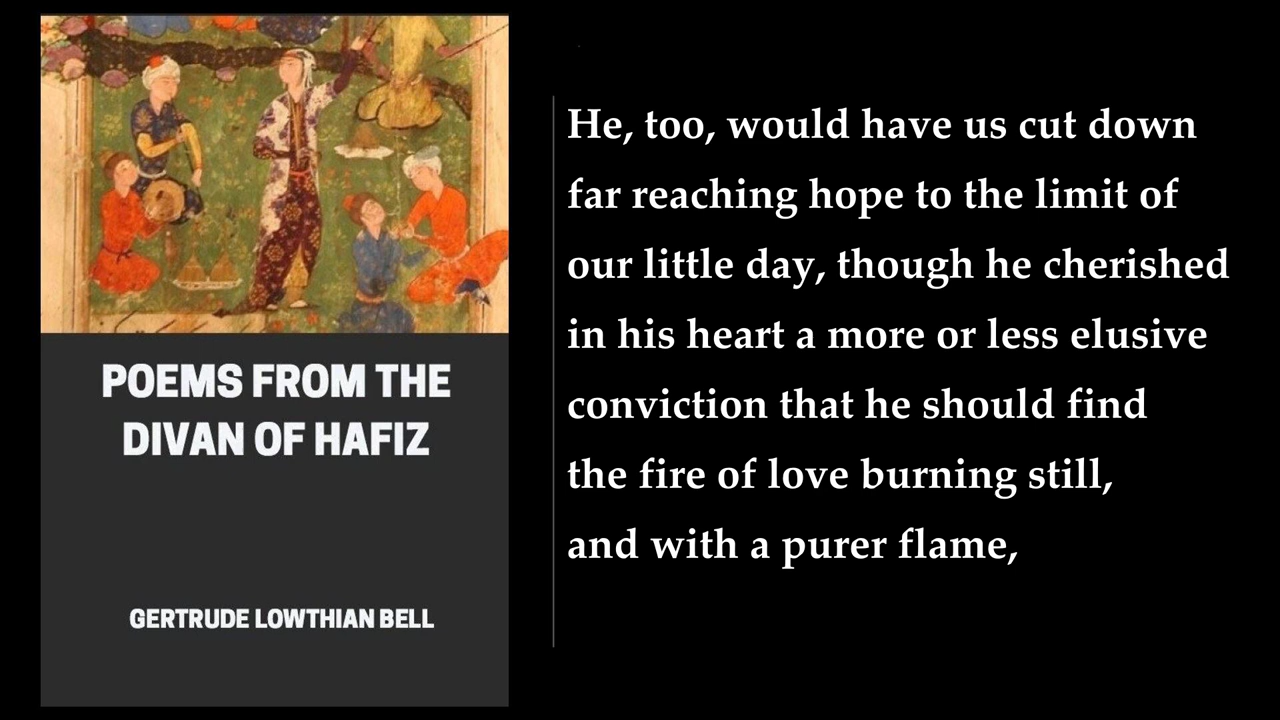 POEMS FROM THE
DIVAN OF HAFIZ
GERTRUDE LOWTHIAN BELL
He, too, would have us cut down
far reaching hope to the limit of
our little day, though he cherished
in his heart a more or less elusive
conviction that he should find
the fire of love burning still,
and with a purer flame,